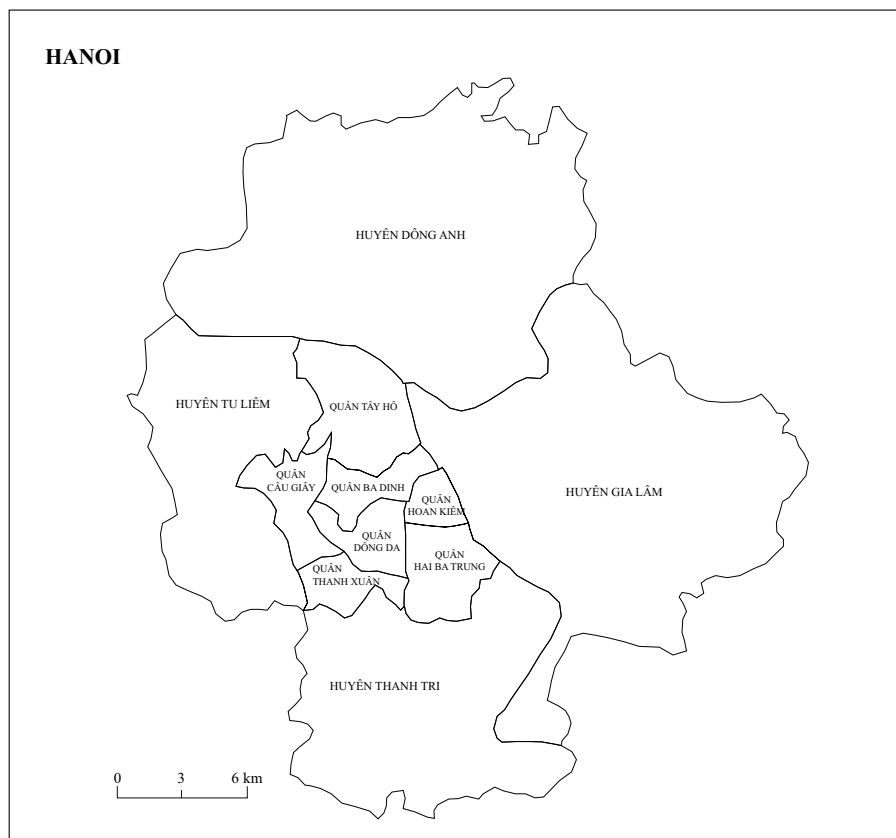 HANOI
HUYÊN DÔNG ANH
HUYÊN TU LIÊM
QUÂN TÂY HÔ
QUÂN
CÂU GIÂY
QUÂN BA DINH
QUÂN
HOAN KIÊM
HUYÊN GIA LÂM
QUÂN
DÔNG DA
QUÂN
HAI BA TRUNG
QUÂN
THANH XUÂN
HUYÊN THANH TRI
0 3 6 km